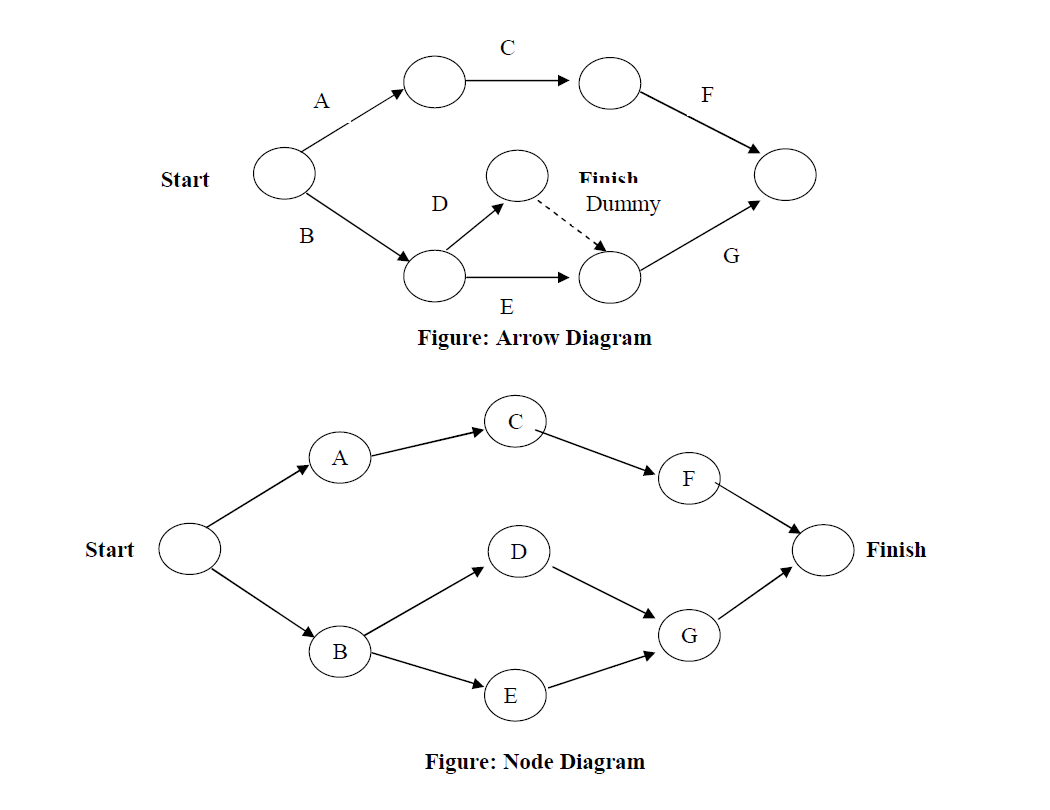 C
A
F
Start
Finish
D
Dummy
B
G
E
Figure: Arrow Diagram
C
A
F
Start
D
Finish
B
G
E
Figure: Node Diagram